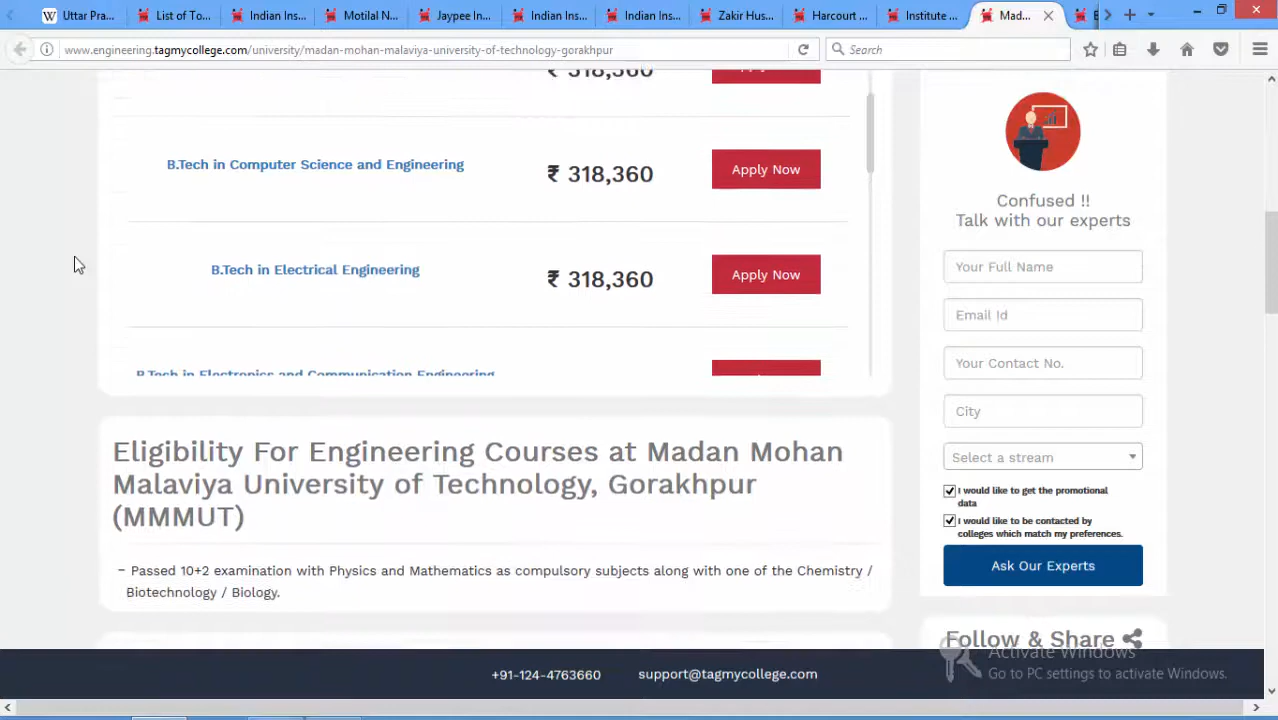 Uttar Pra...
List of To...
Indian Ins...
Motilal N...
Jaypee In...
Indian Ins...
Indian Ins...
Zakir Hus...
Harcourt ...
Institute ...
Mad...
www.engineering.tagmycollege.com/university/madan-mohan-malaviya-university-of-technology-gorakhpur
Search
₹ 318,360
B.Tech in Computer Science and Engineering
₹ 318,360
Apply Now
B.Tech in Electrical Engineering
₹ 318,360
Apply Now
B.Tech in Electronics and Communication Engineering
Eligibility For Engineering Courses at Madan Mohan
Malaviya University of Technology, Gorakhpur
(MMMUT)
– Passed 10+2 examination with Physics and Mathematics as compulsory subjects along with one of the Chemistry /
Biotechnology / Biology.
Confused !!
Talk with our experts
Your Full Name
Email Id
Your Contact No.
City
Select a stream
I would like to get the promotional
data
I would like to be contacted by
colleges which match my preferences.
Ask Our Experts
Follow & Share
Activate Windows
Go to PC settings to activate Windows.
+91-124-4763660
support@tagmycollege.com